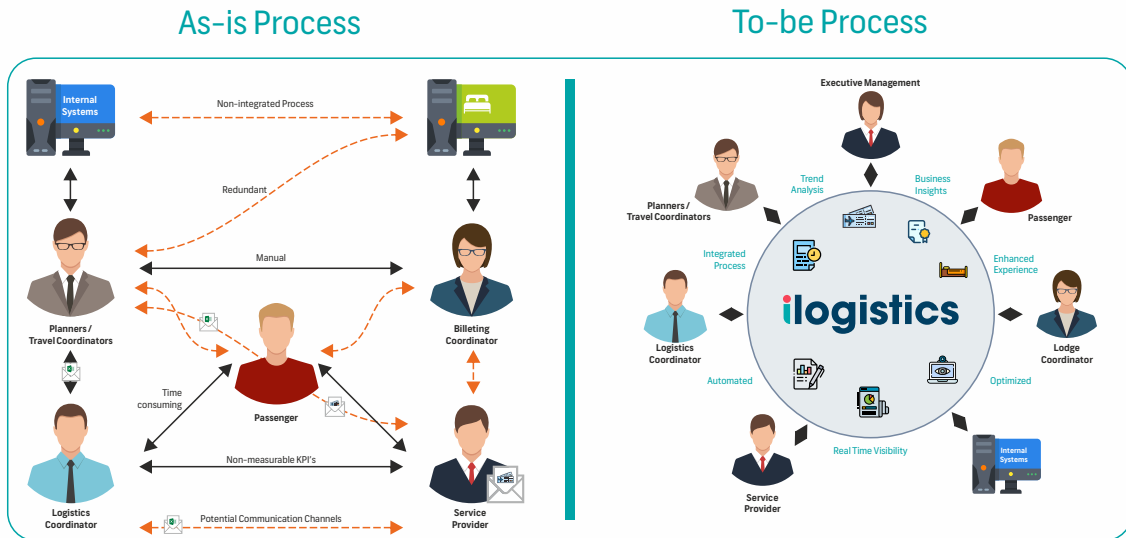 As-is Process
To-be Process
Internal
Systems
Non-integrated Process
Redundant
Manual
Planners /
Travel Coordinators
Billeting
Coordinator
Time
consuming
Passenger
Non-measurable KPI's
Logistics
Coordinator
Potential Communication Channels
Service
Provider
Executive Management
Trend
Analysis
Business
Insights
Planners /
Travel Coordinators
Passenger
Integrated
Process
Enhanced
Experience
ilogistics
Logistics
Coordinator
Lodge
Coordinator
Automated
Optimized
Real Time Visibility
Service
Provider
Internal
Systems